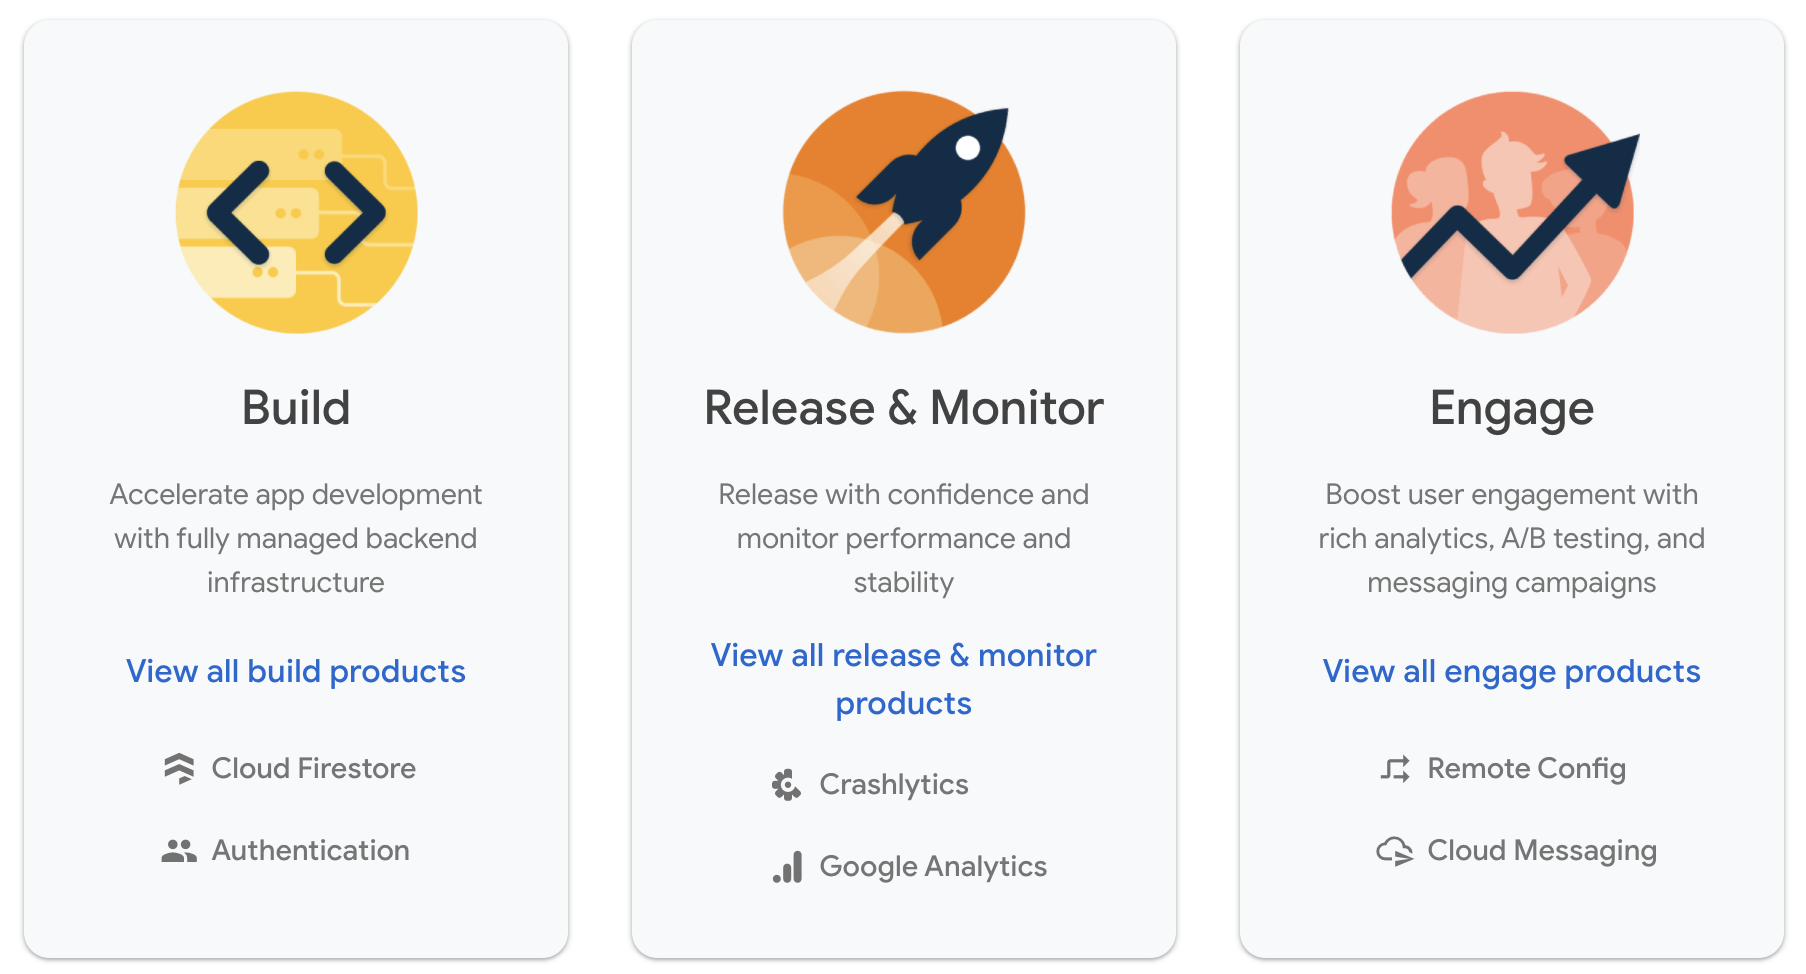 Build
Accelerate app development
with fully managed backend
infrastructure
View all build products
Cloud Firestore
Authentication
Release & Monitor
Release with confidence and
monitor performance and
stability
View all release & monitor
products
Crashlytics
Google Analytics
Engage
Boost user engagement with
rich analytics, A/B testing, and
messaging campaigns
View all engage products
Remote Config
Cloud Messaging